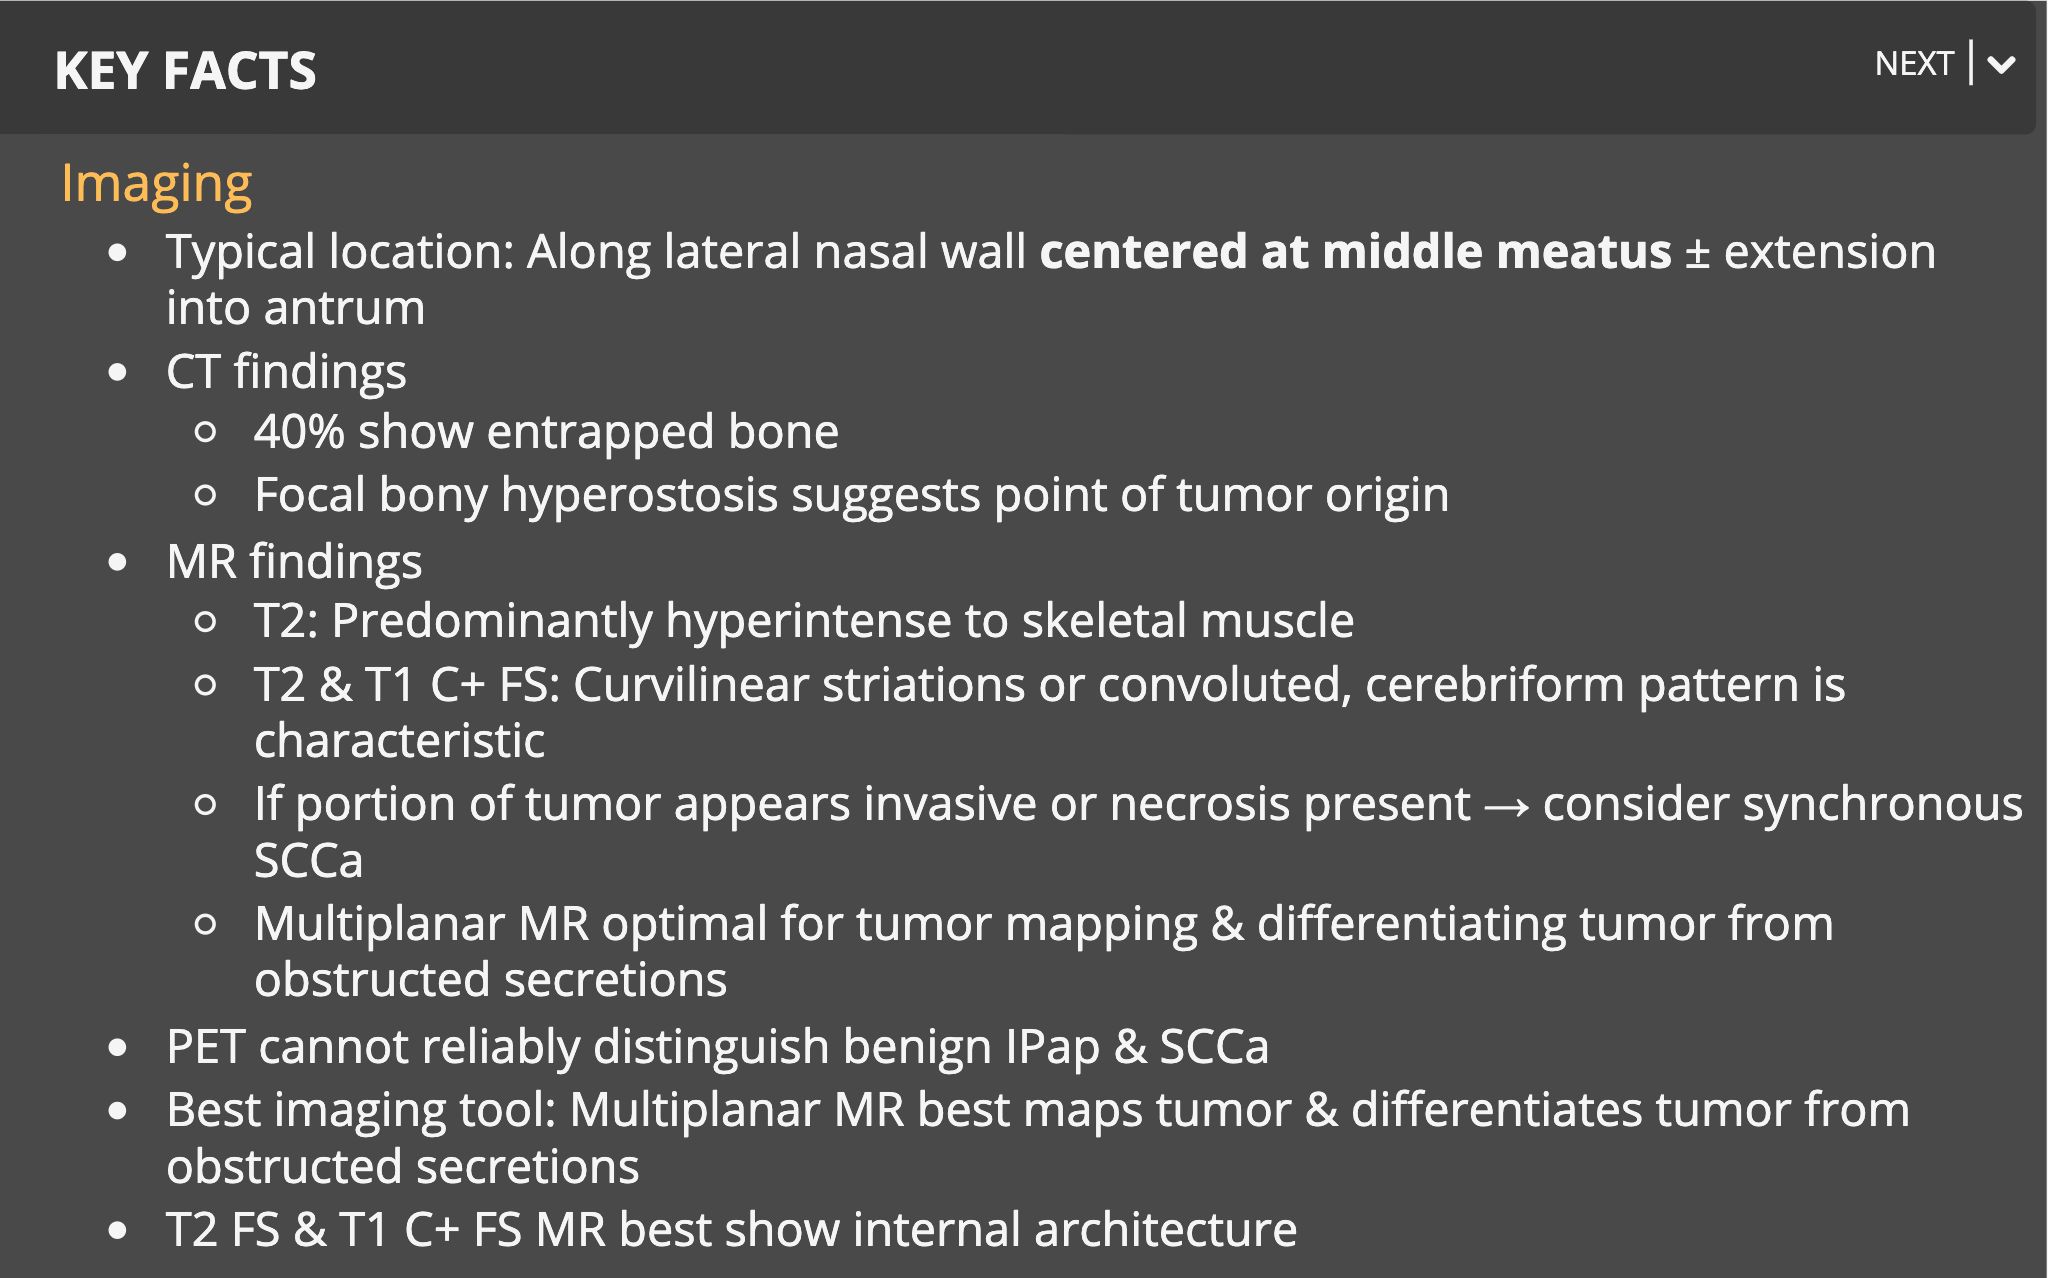 KEY FACTS
NEXT
Imaging
• Typical location: Along lateral nasal wall centered at middle meatus ± extension
into antrum
• CT findings
○ 40% show entrapped bone
○ Focal bony hyperostosis suggests point of tumor origin
• MR findings
○ T2: Predominantly hyperintense to skeletal muscle
○ T2 & T1 C+ FS: Curvilinear striations or convoluted, cerebriform pattern is
characteristic
○ If portion of tumor appears invasive or necrosis present → consider synchronous
SCCa
○ Multiplanar MR optimal for tumor mapping & differentiating tumor from
obstructed secretions
• PET cannot reliably distinguish benign IPap & SCCa
• Best imaging tool: Multiplanar MR best maps tumor & differentiates tumor from
obstructed secretions
• T2 FS & T1 C+ FS MR best show internal architecture